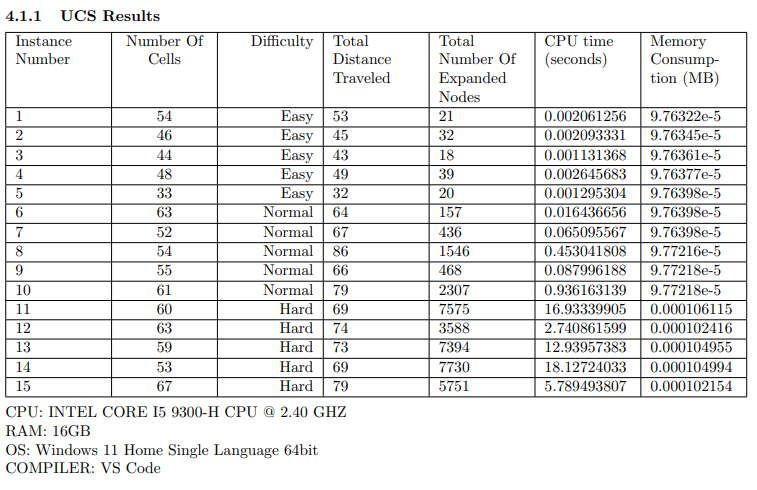 4.1.1 UCS Results
Instance Number | Number Of Cells | Difficulty | Total Distance Traveled | Total Number Of Expanded Nodes | CPU time (seconds) | Memory Consump-tion (MB)
1 | 54 | Easy | 53 | 21 | 0.002061256 | 9.76322e-5
2 | 46 | Easy | 45 | 32 | 0.002093331 | 9.76345e-5
3 | 44 | Easy | 43 | 18 | 0.001131368 | 9.76361e-5
4 | 48 | Easy | 49 | 39 | 0.002645683 | 9.76377e-5
5 | 33 | Easy | 32 | 20 | 0.001295304 | 9.76398e-5
6 | 63 | Normal | 64 | 157 | 0.016436656 | 9.76398e-5
7 | 52 | Normal | 67 | 436 | 0.065095567 | 9.76398e-5
8 | 54 | Normal | 86 | 1546 | 0.453041808 | 9.77216e-5
9 | 55 | Normal | 66 | 468 | 0.087996188 | 9.77218e-5
10 | 61 | Normal | 79 | 2307 | 0.936163139 | 9.77218e-5
11 | 60 | Hard | 69 | 7575 | 16.93339905 | 0.000106115
12 | 63 | Hard | 74 | 3588 | 2.740861599 | 0.000102416
13 | 59 | Hard | 73 | 7394 | 12.93957383 | 0.000104955
14 | 53 | Hard | 69 | 7730 | 18.12724033 | 0.000104994
15 | 67 | Hard | 79 | 5751 | 5.789493807 | 0.000102154
CPU: INTEL CORE I5 9300-H CPU @ 2.40 GHZ
RAM: 16GB
OS: Windows 11 Home Single Language 64bit
COMPILER: VS Code